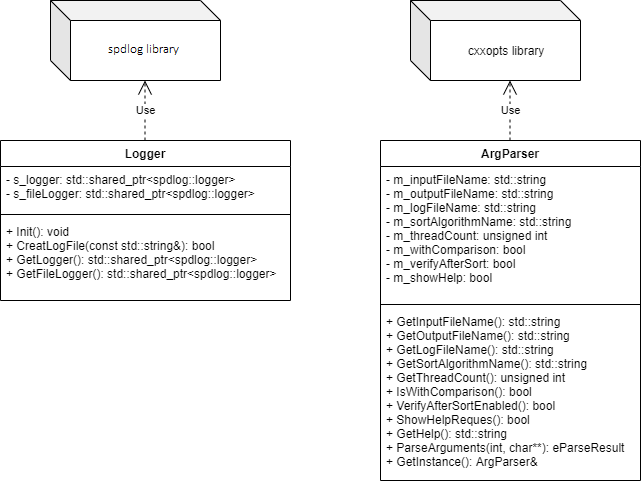 spdlog library
Use
Logger
- s_logger: std::shared_ptr<spdlog::logger>
- s_fileLogger: std::shared_ptr<spdlog::logger>
+ Init(): void
+ CreatLogFile(const std::string&): bool
+ GetLogger(): std::shared_ptr<spdlog::logger>
+ GetFileLogger(): std::shared_ptr<spdlog::logger>
cxxopts library
Use
ArgParser
- m_inputFileName: std::string
- m_outputFileName: std::string
- m_logFileName: std::string
- m_sortAlgorithmName: std::string
- m_threadCount: unsigned int
- m_withComparison: bool
- m_verifyAfterSort: bool
- m_showHelp: bool
+ GetInputFileName(): std::string
+ GetOutputFileName(): std::string
+ GetLogFileName(): std::string
+ GetSortAlgorithmName(): std::string
+ GetThreadCount(): unsigned int
+ IsWithComparison(): bool
+ VerifyAfterSortEnabled(): bool
+ ShowHelpReques(): bool
+ GetHelp(): std::string
+ ParseArguments(int, char**): eParseResult
+ GetInstance(): ArgParser&